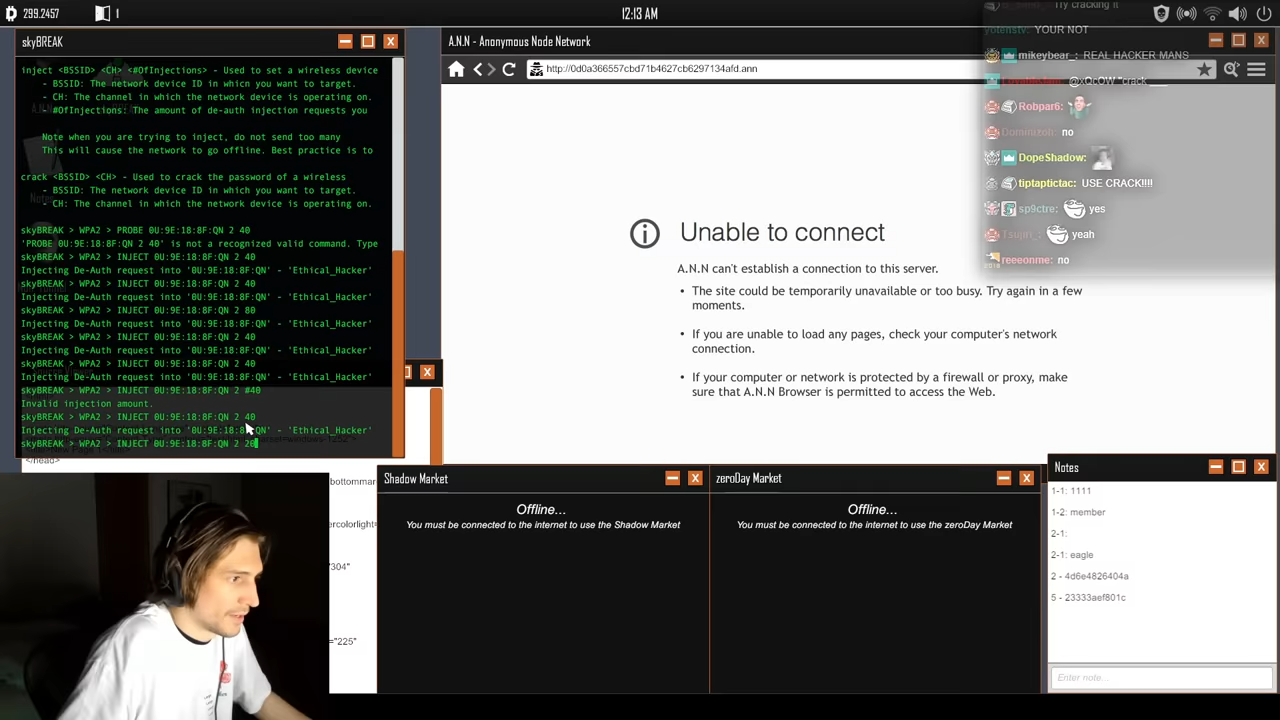 299.2457
1
12:13 AM
Try cracking it
yotenstv: YOUR NOT
mikeybear_: REAL HACKER MANS
@xQcOW "crack ____
Robpar6:
no
DopeShadow:
tiptaptictac: USE CRACK!!!!
sp9ctre: yes
yeah
reeeonme: no
skyBREAK
inject <BSSID> <CH> <#OfInjections> - Used to set a wireless device
- BSSID: The network device ID in which you want to target.
- CH: The channel in which the network device is operating on.
- #OfInjections: The amount of de-auth injection requests you
Note when you are trying to inject, do not send too many
This will cause the network to go offline. Best practice is to
crack <BSSID> <CH> - Used to crack the password of a wireless
- BSSID: The network device ID in which you want to target.
- CH: The channel in which the network device is operating on.
skyBREAK > WPA2 > PROBE 0U:9E:18:8F:QN 2 40
'PROBE 0U:9E:18:8F:QN 2 40' is not a recognized valid command. Type
skyBREAK > WPA2 > INJECT 0U:9E:18:8F:QN 2 40
Injecting De-Auth request into '0U:9E:18:8F:QN' - 'Ethical_Hacker'
skyBREAK > WPA2 > INJECT 0U:9E:18:8F:QN 2 40
Injecting De-Auth request into '0U:9E:18:8F:QN' - 'Ethical_Hacker'
skyBREAK > WPA2 > INJECT 0U:9E:18:8F:QN 2 80
Injecting De-Auth request into '0U:9E:18:8F:QN' - 'Ethical_Hacker'
skyBREAK > WPA2 > INJECT 0U:9E:18:8F:QN 2 40
Injecting De-Auth request into '0U:9E:18:8F:QN' - 'Ethical_Hacker'
skyBREAK > WPA2 > INJECT 0U:9E:18:8F:QN 2 40
Injecting De-Auth request into '0U:9E:18:8F:QN' - 'Ethical_Hacker'
skyBREAK > WPA2 > INJECT 0U:9E:18:8F:QN 2 #40
Invalid injection amount.
skyBREAK > WPA2 > INJECT 0U:9E:18:8F:QN 2 40
Injecting De-Auth request into '0U:9E:18:8F:QN' - 'Ethical_Hacker'
skyBREAK > WPA2 > INJECT 0U:9E:18:8F:QN 2 20
</head>
bottommar
ercolorlight=
"304"
="225"
A.N.N - Anonymous Node Network
http://0d0a366557cbd71b4627cb6297134afd.ann
Unable to connect
A.N.N can't establish a connection to this server.
• The site could be temporarily unavailable or too busy. Try again in a few
moments.
• If you are unable to load any pages, check your computer's network
connection.
• If your computer or network is protected by a firewall or proxy, make
sure that A.N.N Browser is permitted to access the Web.
Shadow Market
Offline...
You must be connected to the internet to use the Shadow Market
zeroDay Market
Offline...
You must be connected to the internet to use the zeroDay Market
Notes
1-1: 1111
1-2: member
2-1:
2-1: eagle
2 - 4d6e4826404a
5 - 23333aef801c
Enter note...